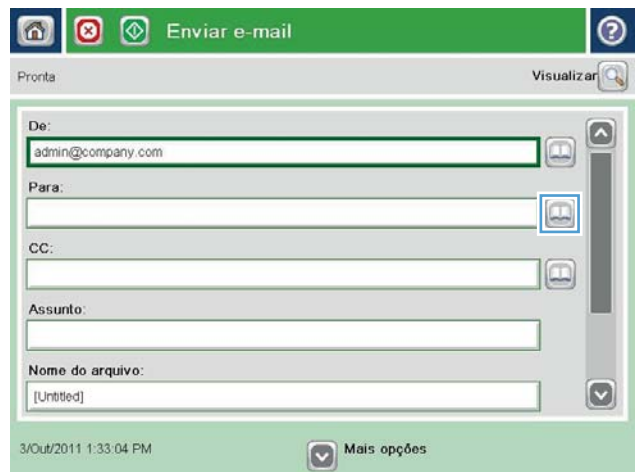 Enviar e-mail
Pronta
Visualizar
De:
admin@company.com
Para:
CC:
Assunto:
Nome do arquivo:
[Untitled]
3/Out/2011 1:33:04 PM
Mais opções